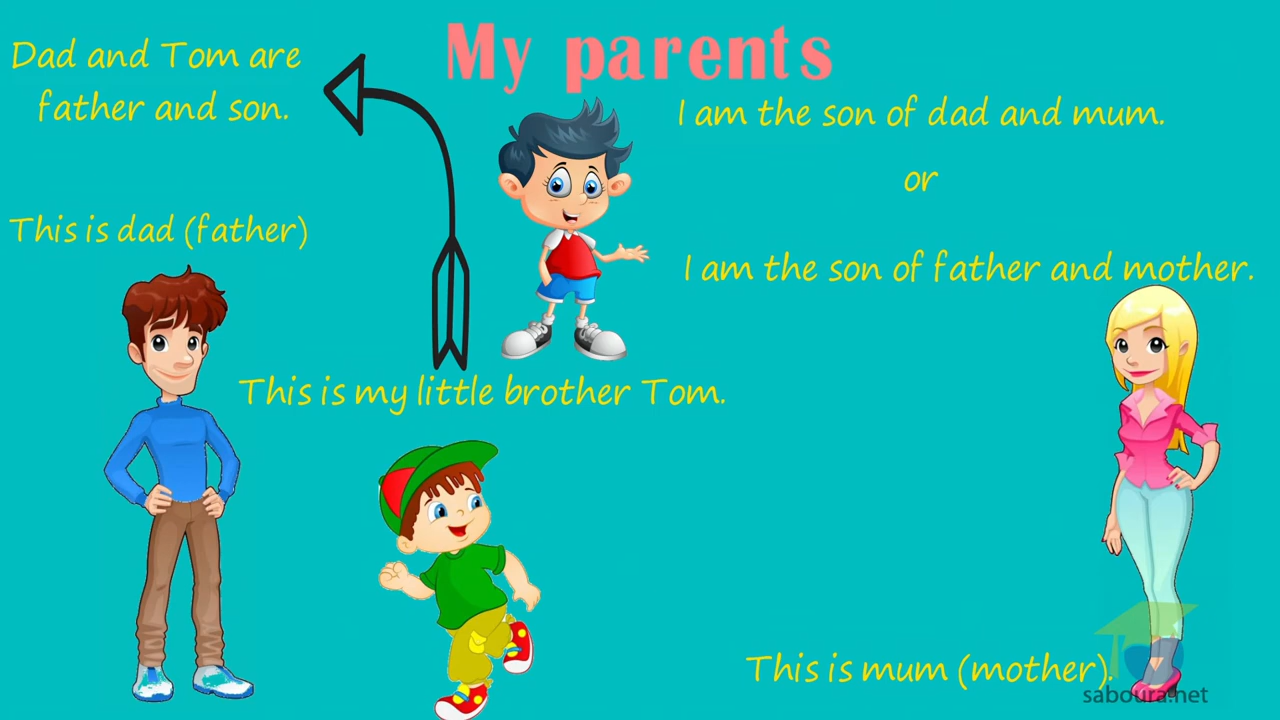 My parents
Dad and Tom are
father and son.
I am the son of dad and mum.
or
This is dad (father)
I am the son of father and mother.
This is my little brother Tom.
This is mum (mother).
saboura.net